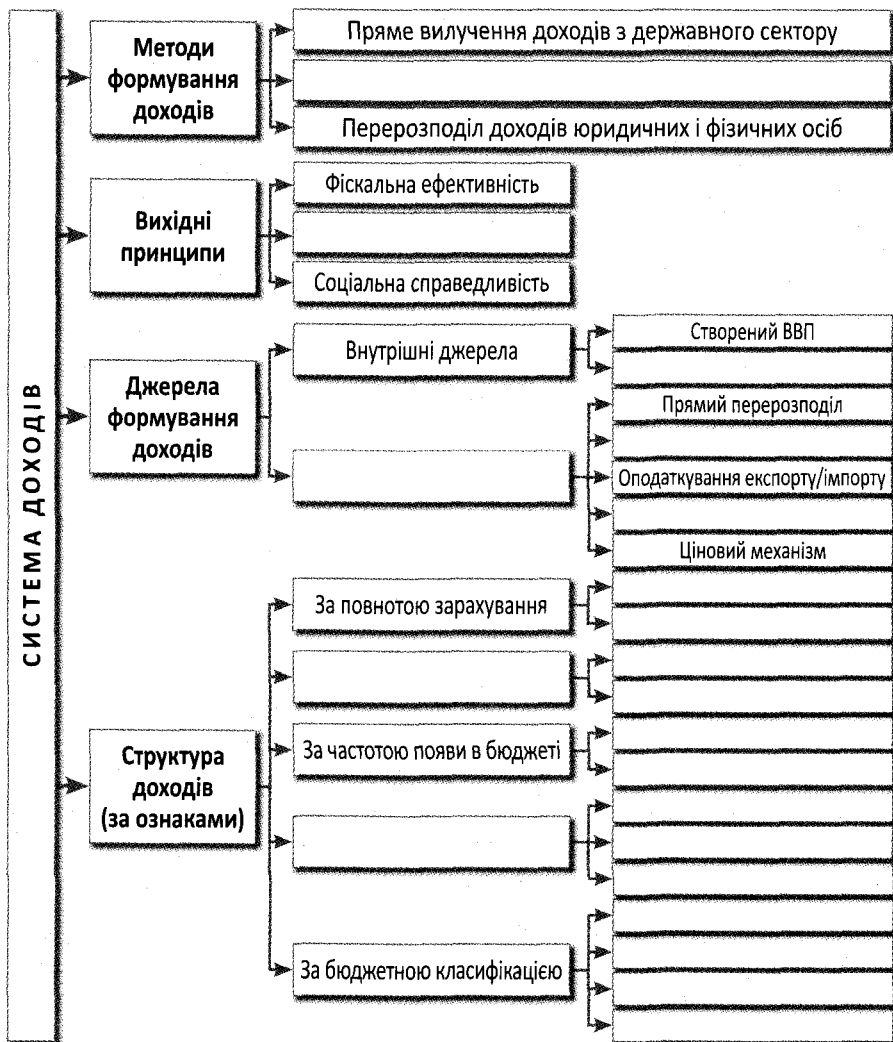 СИСТЕМА ДОХОДІВ
Методи
формування
доходів
Пряме вилучення доходів з державного сектору
Перерозподіл доходів юридичних і фізичних осіб
Вихідні
принципи
Фіскальна ефективність
Соціальна справедливість
Джерела
формування
доходів
Внутрішні джерела
Створений ВВП
Прямий перерозподіл
Оподаткування експорту/імпорту
Ціновий механізм
Структура
доходів
(за ознаками)
За повнотою зарахування
За частотою появи в бюджеті
За бюджетною класифікацією